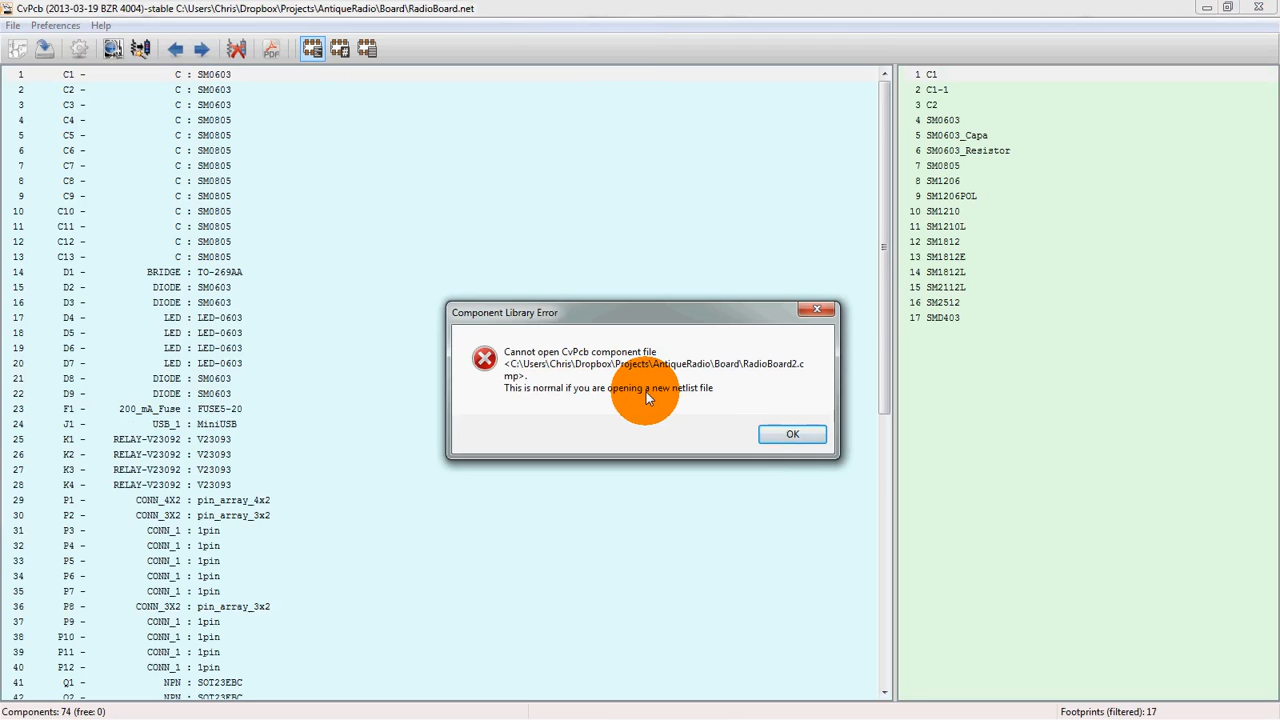 CvPcb (2013-03-19 BZR 4004)-stable C:\Users\Chris\Dropbox\Projects\AntiqueRadio\Board\RadioBoard.net
File Preferences Help
PDF
1 C1 - C : SM0603
2 C2 - C : SM0603
3 C3 - C : SM0603
4 C4 - C : SM0805
5 C5 - C : SM0805
6 C6 - C : SM0805
7 C7 - C : SM0805
8 C8 - C : SM0805
9 C9 - C : SM0805
10 C10 - C : SM0805
11 C11 - C : SM0805
12 C12 - C : SM0805
13 C13 - C : SM0805
14 D1 - BRIDGE : TO-269AA
15 D2 - DIODE : SM0603
16 D3 - DIODE : SM0603
17 D4 - LED : LED-0603
18 D5 - LED : LED-0603
19 D6 - LED : LED-0603
20 D7 - LED : LED-0603
21 D8 - DIODE : SM0603
22 D9 - DIODE : SM0603
23 F1 - 200_mA_Fuse : FUSE5-20
24 J1 - USB_1 : MiniUSB
25 K1 - RELAY-V23092 : V23093
26 K2 - RELAY-V23092 : V23093
27 K3 - RELAY-V23092 : V23093
28 K4 - RELAY-V23092 : V23093
29 P1 - CONN_4X2 : pin_array_4x2
30 P2 - CONN_3X2 : pin_array_3x2
31 P3 - CONN_1 : 1pin
32 P4 - CONN_1 : 1pin
33 P5 - CONN_1 : 1pin
34 P6 - CONN_1 : 1pin
35 P7 - CONN_1 : 1pin
36 P8 - CONN_3X2 : pin_array_3x2
37 P9 - CONN_1 : 1pin
38 P10 - CONN_1 : 1pin
39 P11 - CONN_1 : 1pin
40 P12 - CONN_1 : 1pin
41 Q1 - NPN : SOT23EBC
42 Q2 - NPN : SOT23EBC
1 C1
2 C1-1
3 C2
4 SM0603
5 SM0603_Capa
6 SM0603_Resistor
7 SM0805
8 SM1206
9 SM1206POL
10 SM1210
11 SM1210L
12 SM1812
13 SM1812E
14 SM1812L
15 SM2112L
16 SM2512
17 SMD403
Component Library Error
Cannot open CvPcb component file
<C:\Users\Chris\Dropbox\Projects\AntiqueRadio\Board\RadioBoard2.c
mp>.
This is normal if you are opening a new netlist file
OK
Components: 74 (free: 0)
Footprints (filtered): 17